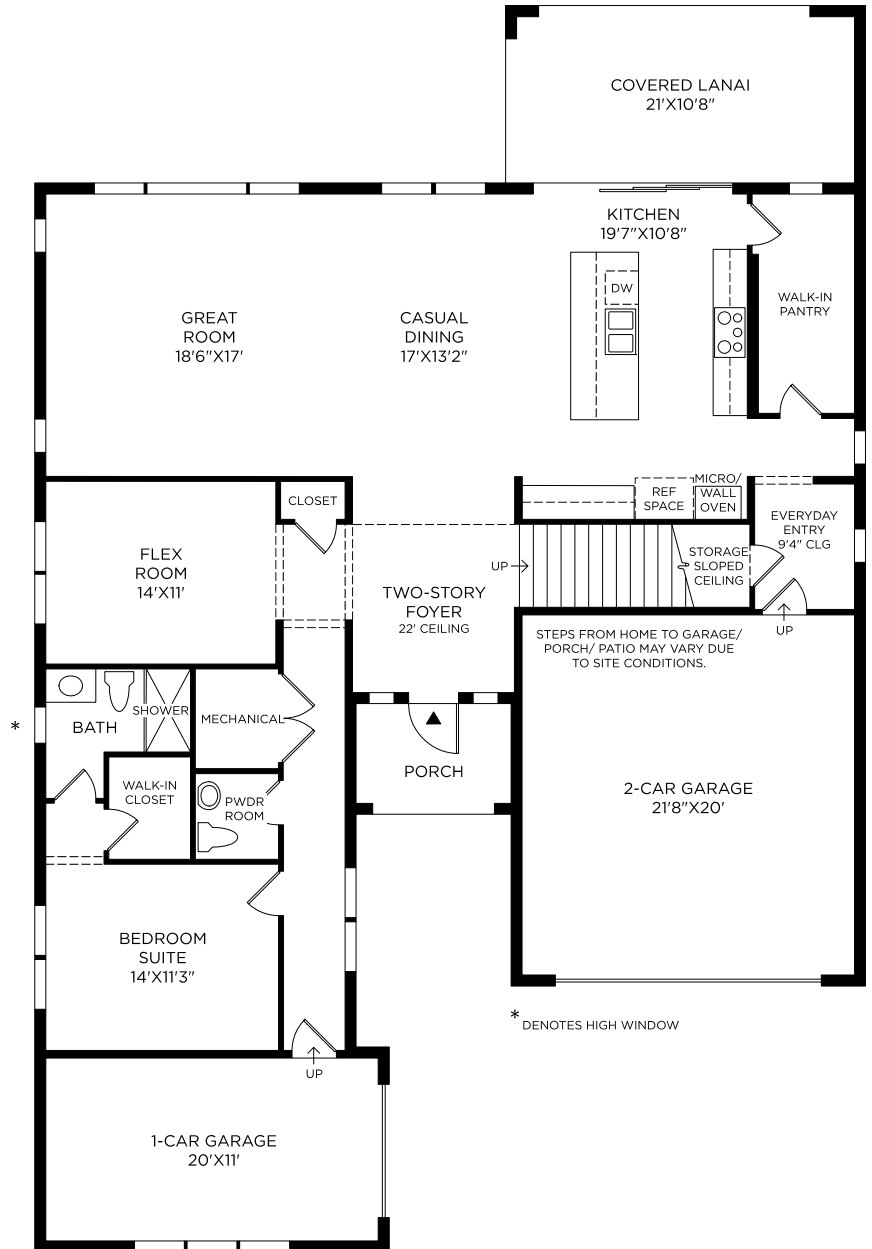 COVERED LANAI
21'X10'8"
KITCHEN
19'7"X10'8"
DW
WALK-IN
PANTRY
GREAT
ROOM
18'6"X17'
CASUAL
DINING
17'X13'2"
CLOSET
MICRO/
WALL
OVEN
REF
SPACE
EVERYDAY
ENTRY
9'4" CLG
FLEX
ROOM
14'X11'
UP
STORAGE
SLOPED
CEILING
TWO-STORY
FOYER
22' CEILING
UP
STEPS FROM HOME TO GARAGE/
PORCH/ PATIO MAY VARY DUE
TO SITE CONDITIONS.
*
BATH
SHOWER
MECHANICAL
PORCH
WALK-IN
CLOSET
PWDR
ROOM
2-CAR GARAGE
21'8"X20'
BEDROOM
SUITE
14'X11'3"
* DENOTES HIGH WINDOW
UP
1-CAR GARAGE
20'X11'